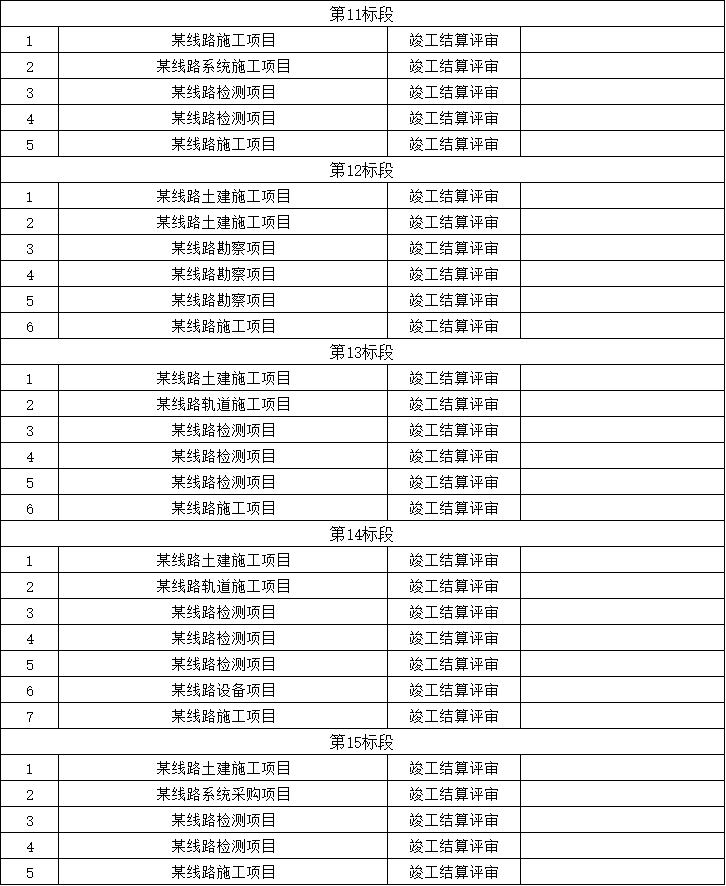 第11标段
1 某线路施工项目 竣工结算评审
2 某线路系统施工项目 竣工结算评审
3 某线路检测项目 竣工结算评审
4 某线路检测项目 竣工结算评审
5 某线路施工项目 竣工结算评审
第12标段
1 某线路土建施工项目 竣工结算评审
2 某线路土建施工项目 竣工结算评审
3 某线路勘察项目 竣工结算评审
4 某线路勘察项目 竣工结算评审
5 某线路勘察项目 竣工结算评审
6 某线路施工项目 竣工结算评审
第13标段
1 某线路土建施工项目 竣工结算评审
2 某线路轨道施工项目 竣工结算评审
3 某线路检测项目 竣工结算评审
4 某线路检测项目 竣工结算评审
5 某线路检测项目 竣工结算评审
6 某线路施工项目 竣工结算评审
第14标段
1 某线路土建施工项目 竣工结算评审
2 某线路轨道施工项目 竣工结算评审
3 某线路检测项目 竣工结算评审
4 某线路检测项目 竣工结算评审
5 某线路检测项目 竣工结算评审
6 某线路设备项目 竣工结算评审
7 某线路施工项目 竣工结算评审
第15标段
1 某线路土建施工项目 竣工结算评审
2 某线路系统采购项目 竣工结算评审
3 某线路检测项目 竣工结算评审
4 某线路检测项目 竣工结算评审
5 某线路施工项目 竣工结算评审